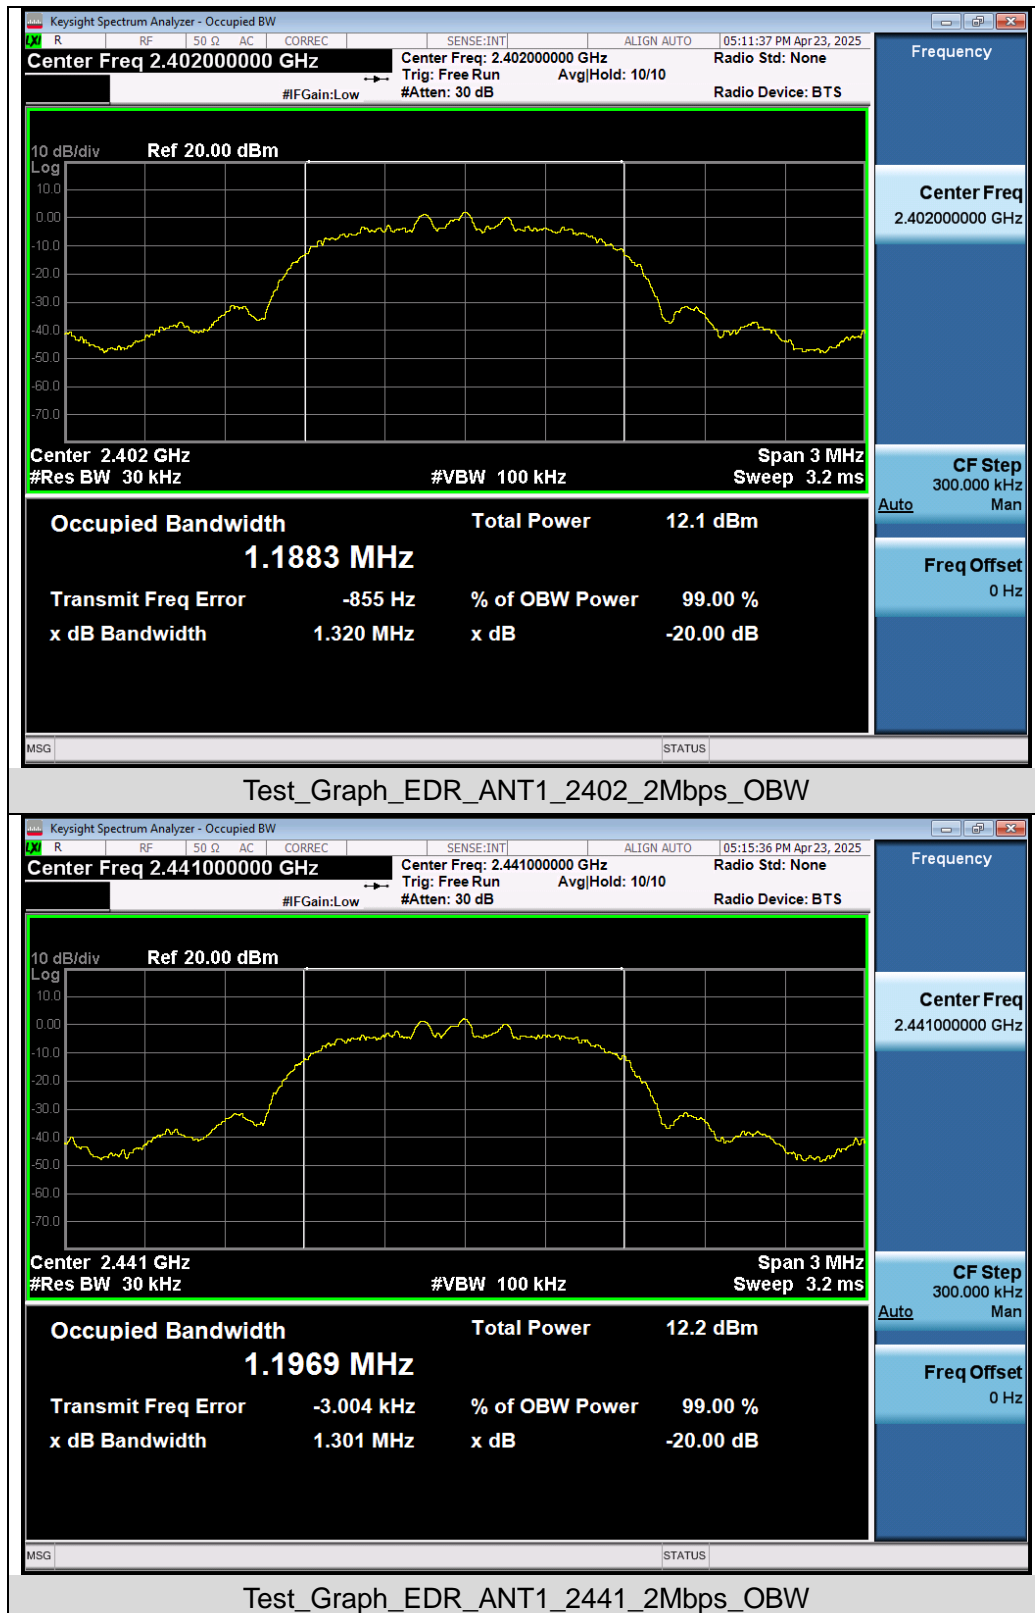 Keysight Spectrum Analyzer - Occupied BW
LXI R RF 50 Ω AC CORREC SENSE:INT ALIGN AUTO 05:11:37 PM Apr 23, 2025
Center Freq 2.402000000 GHz
Center Freq: 2.402000000 GHz Radio Std: None
Trig: Free Run Avg|Hold: 10/10
#IFGain:Low #Atten: 30 dB Radio Device: BTS
Frequency
10 dB/div Ref 20.00 dBm
Log
10.0
0.00
-10.0
-20.0
-30.0
-40.0
-50.0
-60.0
-70.0
Center 2.402 GHz Span 3 MHz
#Res BW 30 kHz #VBW 100 kHz Sweep 3.2 ms
Center Freq
2.402000000 GHz
CF Step
300.000 kHz
Auto Man
Freq Offset
0 Hz
Occupied Bandwidth Total Power 12.1 dBm
1.1883 MHz
Transmit Freq Error -855 Hz % of OBW Power 99.00 %
x dB Bandwidth 1.320 MHz x dB -20.00 dB
MSG STATUS
Test_Graph_EDR_ANT1_2402_2Mbps_OBW
Keysight Spectrum Analyzer - Occupied BW
LXI R RF 50 Ω AC CORREC SENSE:INT ALIGN AUTO 05:15:36 PM Apr 23, 2025
Center Freq 2.441000000 GHz
Center Freq: 2.441000000 GHz Radio Std: None
Trig: Free Run Avg|Hold: 10/10
#IFGain:Low #Atten: 30 dB Radio Device: BTS
Frequency
10 dB/div Ref 20.00 dBm
Log
10.0
0.00
-10.0
-20.0
-30.0
-40.0
-50.0
-60.0
-70.0
Center 2.441 GHz Span 3 MHz
#Res BW 30 kHz #VBW 100 kHz Sweep 3.2 ms
Center Freq
2.441000000 GHz
CF Step
300.000 kHz
Auto Man
Freq Offset
0 Hz
Occupied Bandwidth Total Power 12.2 dBm
1.1969 MHz
Transmit Freq Error -3.004 kHz % of OBW Power 99.00 %
x dB Bandwidth 1.301 MHz x dB -20.00 dB
MSG STATUS
Test_Graph_EDR_ANT1_2441_2Mbps_OBW